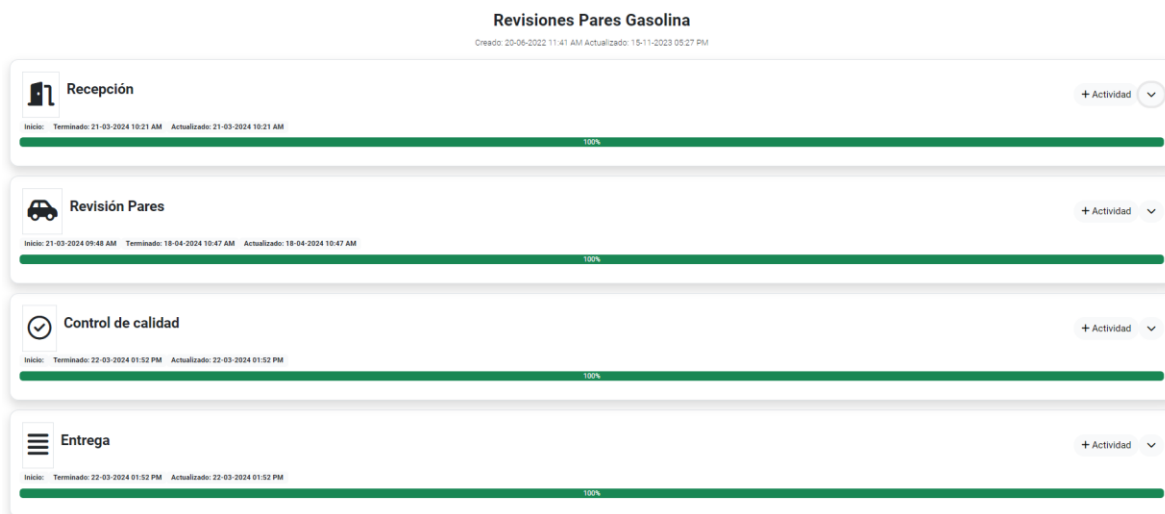 Revisiones Pares Gasolina
Creado: 20-06-2022 11:41 AM Actualizado: 15-11-2023 05:27 PM
Recepción
+ Actividad
Inicio: Terminado: 21-03-2024 10:21 AM Actualizado: 21-03-2024 10:21 AM
100%
Revisión Pares
+ Actividad
Inicio: 21-03-2024 09:48 AM Terminado: 18-04-2024 10:47 AM Actualizado: 18-04-2024 10:47 AM
100%
Control de calidad
+ Actividad
Inicio: Terminado: 22-03-2024 01:52 PM Actualizado: 22-03-2024 01:52 PM
100%
Entrega
+ Actividad
Inicio: Terminado: 22-03-2024 01:52 PM Actualizado: 22-03-2024 01:52 PM
100%